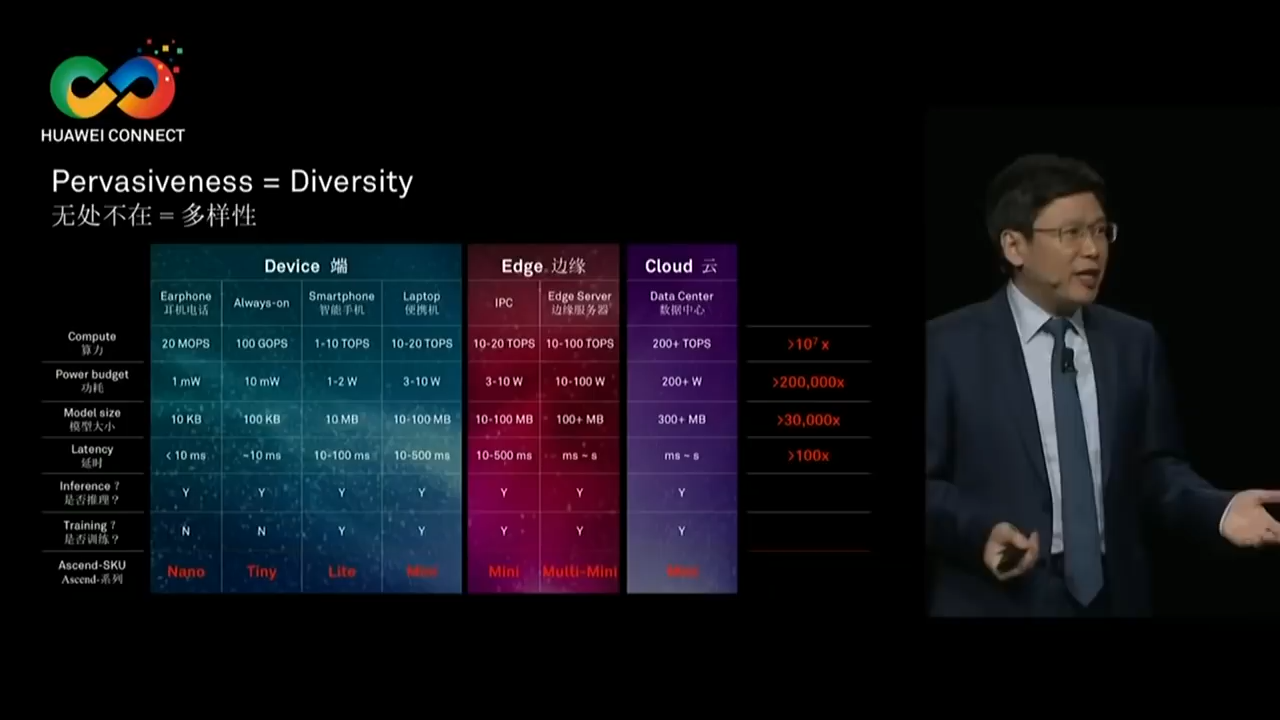 HUAWEI CONNECT
Pervasiveness = Diversity
无处不在 = 多样性
Device 端 Edge 边缘 Cloud 云
Earphone Always-on Smartphone Laptop IPC Edge Server Data Center
耳机电话 智能手机 便携机 边缘服务器 数据中心
Compute 20 MOPS 100 GOPS 1-10 TOPS 10-20 TOPS 10-20 TOPS 10-100 TOPS 200+ TOPS >10⁷ x
算力
Power budget 1 mW 10 mW 1-2 W 3-10 W 3-10 W 10-100 W 200+ W >200,000x
功耗
Model size 10 KB 100 KB 10 MB 10-100 MB 10-100 MB 100+ MB 300+ MB >30,000x
模型大小
Latency < 10 ms ~10 ms 10-100 ms 10-500 ms 10-500 ms ms ~ s ms ~ s >100x
延时
Inference ? Y Y Y Y Y Y Y
是否推理？
Training ? N N Y Y Y Y Y
是否训练？
Ascend-SKU Nano Tiny Lite Mini Multi-Mini
Ascend-系列